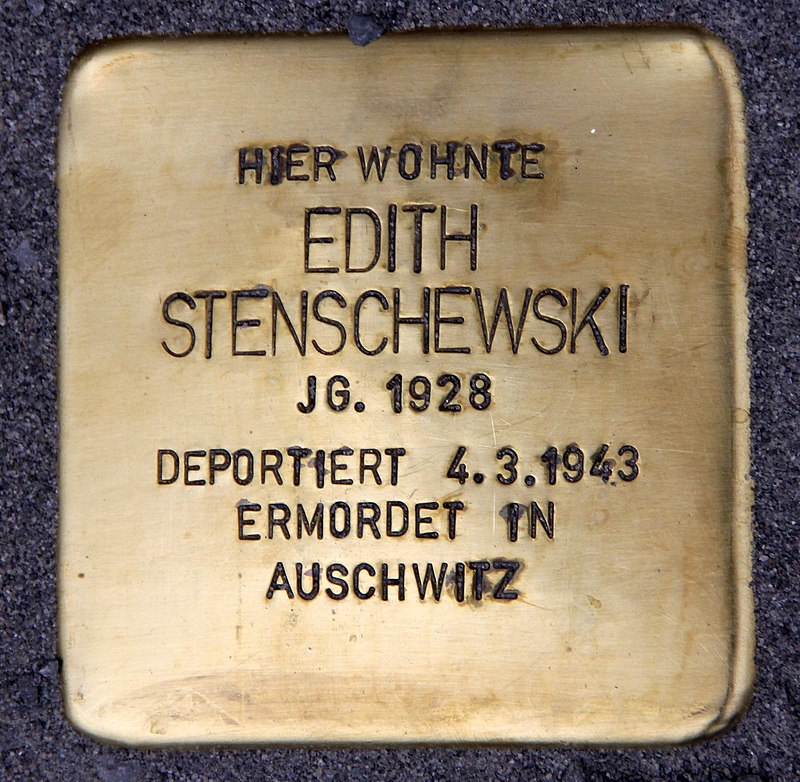 HIER WOHNTE
EDITH
STENSCHEWSKI
JG. 1928
DEPORTIERT 4.3.1943
ERMORDET IN
AUSCHWITZ